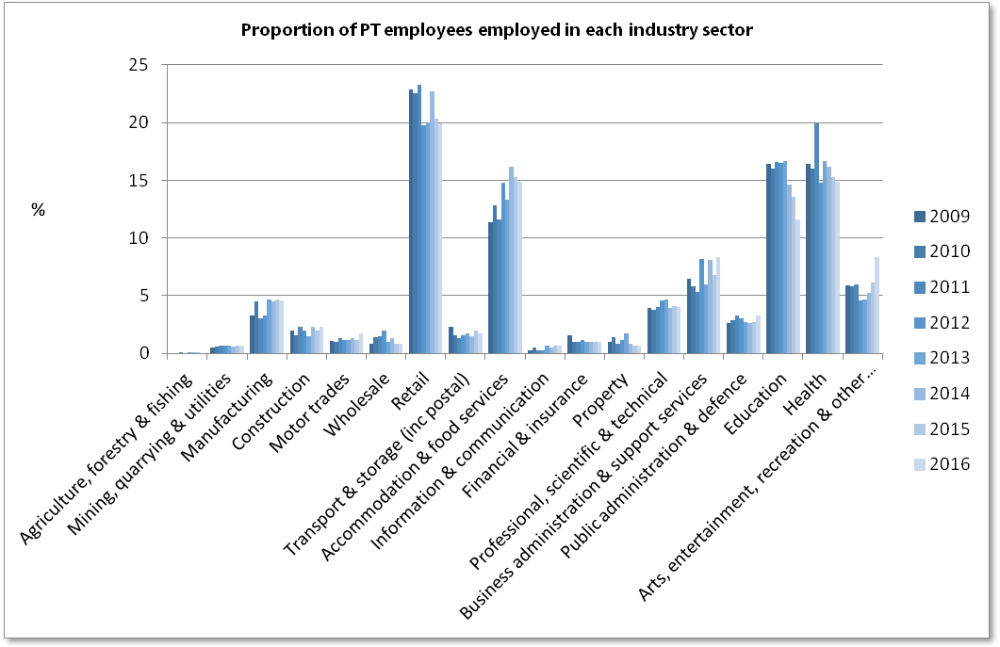 Proportion of PT employees employed in each industry sector
25
20
15
10
5
0
%
Agriculture, forestry & fishing
Mining, quarrying & utilities
Manufacturing
Construction
Motor trades
Wholesale
Retail
Transport & storage (inc postal)
Accommodation & food services
Information & communication
Financial & insurance
Property
Professional, scientific & technical
Business administration & support services
Public administration & defence
Education
Health
Arts, entertainment, recreation & other...
2009
2010
2011
2012
2013
2014
2015
2016